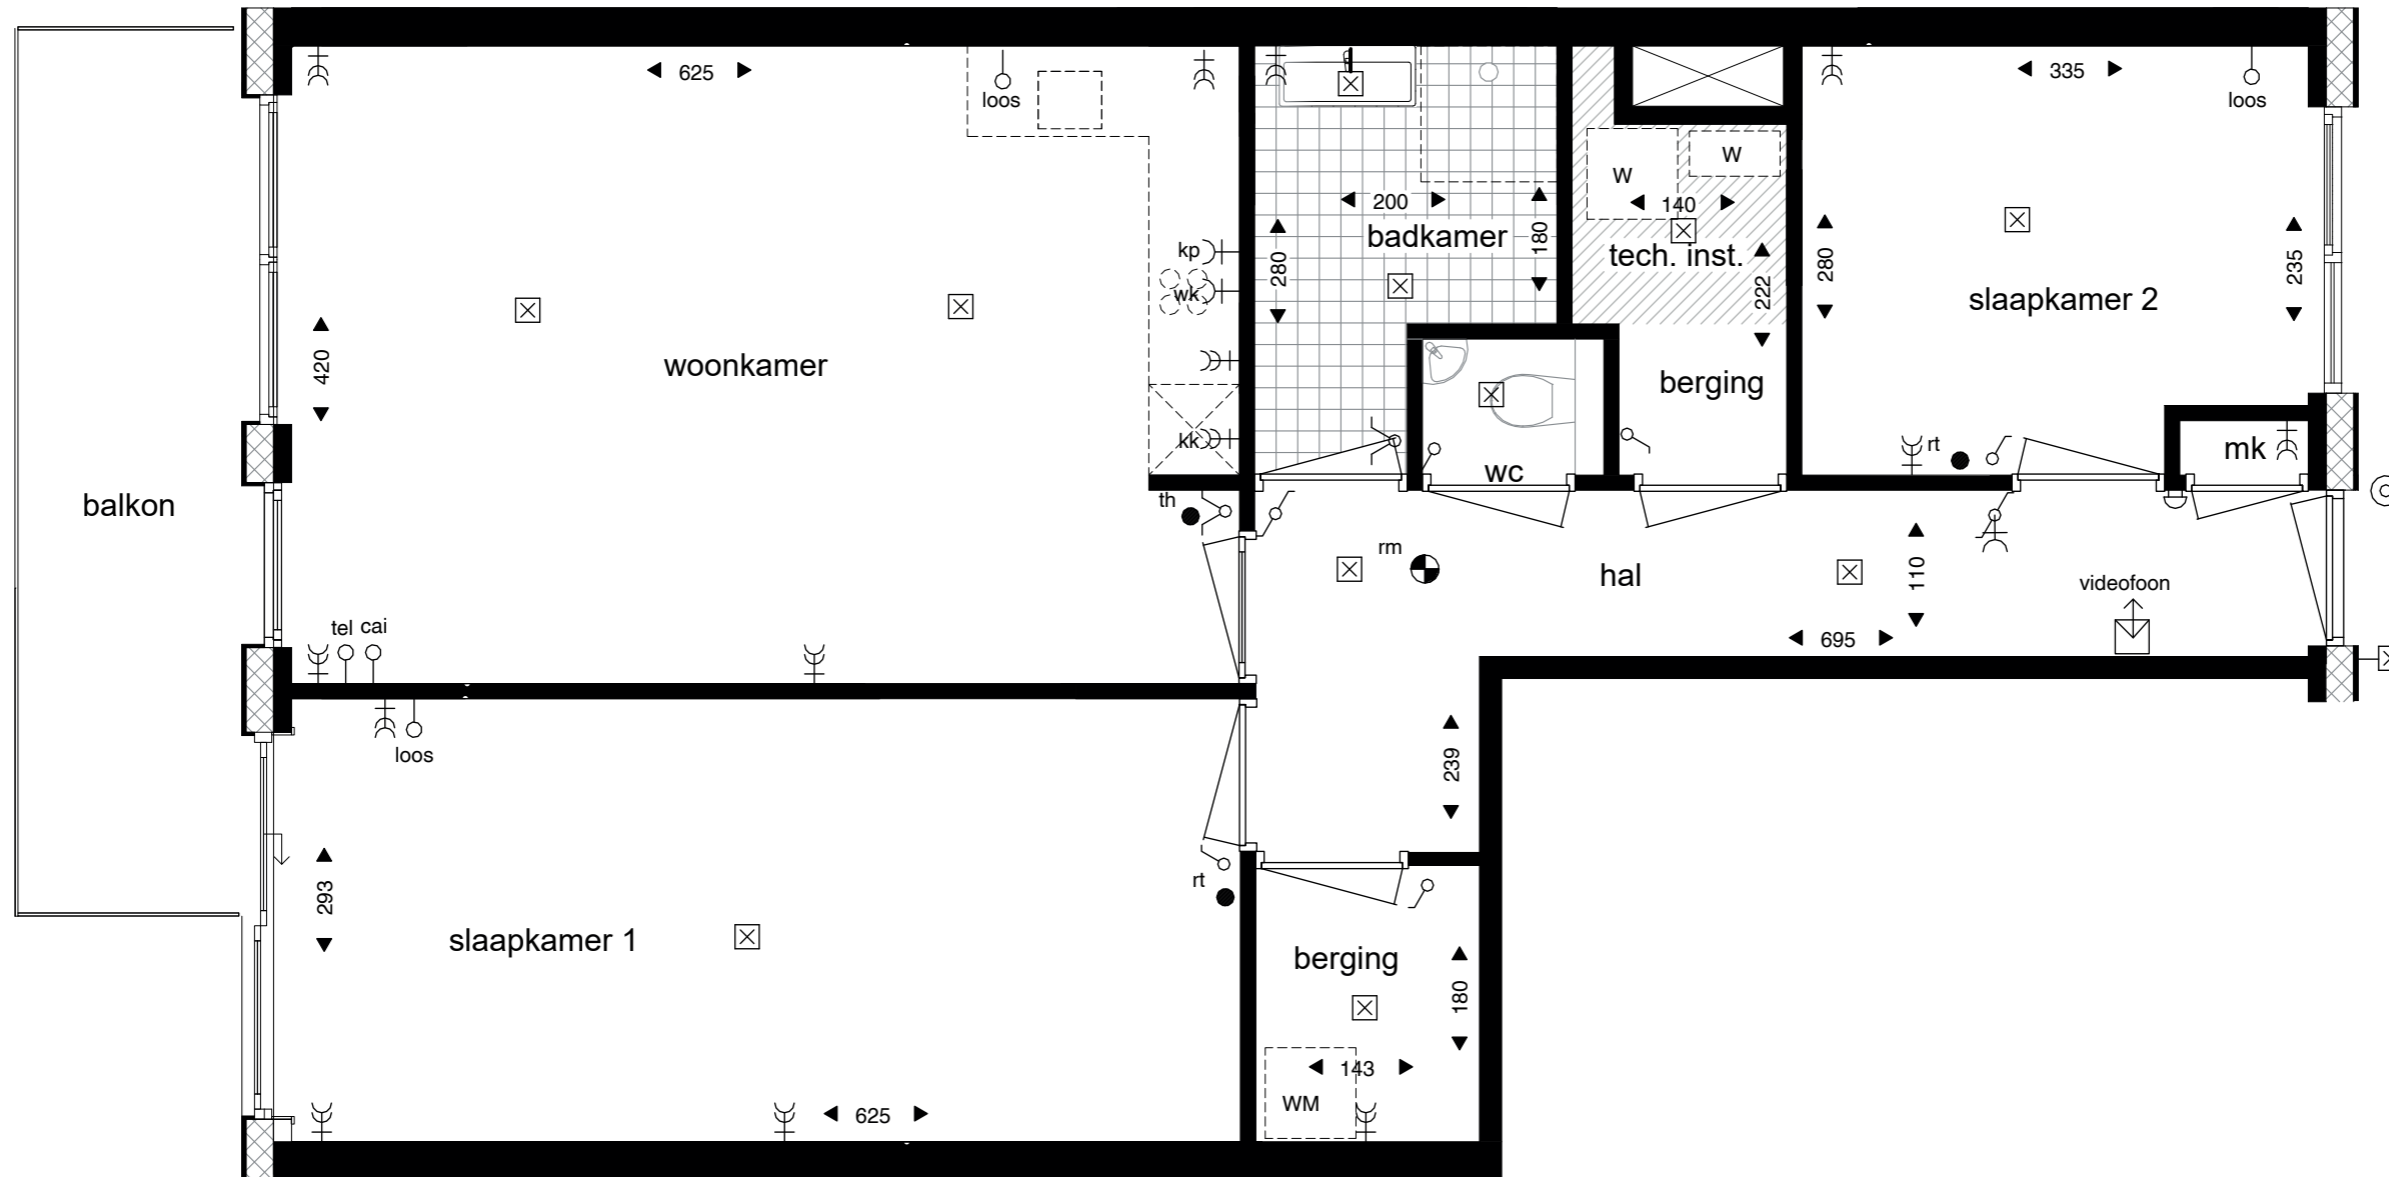 625
335
loos
loos
W
W
200
140
kp
badkamer
180
tech. inst.
280
280
235
222
wk
slaapkamer 2
420
woonkamer
berging
kk
rt
mk
wc
balkon
th
rm
hal
110
videofoon
tel cai
695
loos
239
293
rt
slaapkamer 1
berging
180
143
WM
625